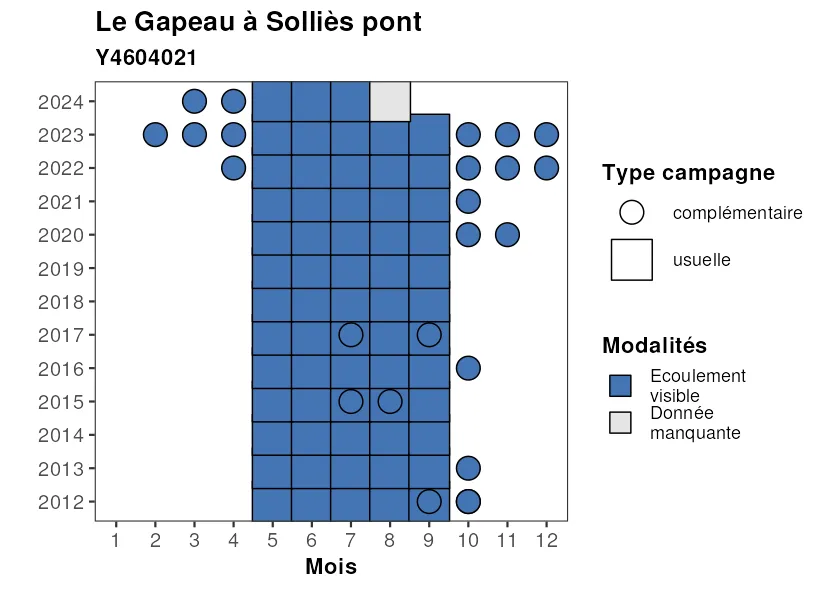 Le Gapeau à Solliès pont
Y4604021
2024
2023
2022
2021
2020
2019
2018
2017
2016
2015
2014
2013
2012
1 2 3 4 5 6 7 8 9 10 11 12
Mois
Type campagne
complémentaire
usuelle
Modalités
Ecoulement
visible
Donnée
manquante